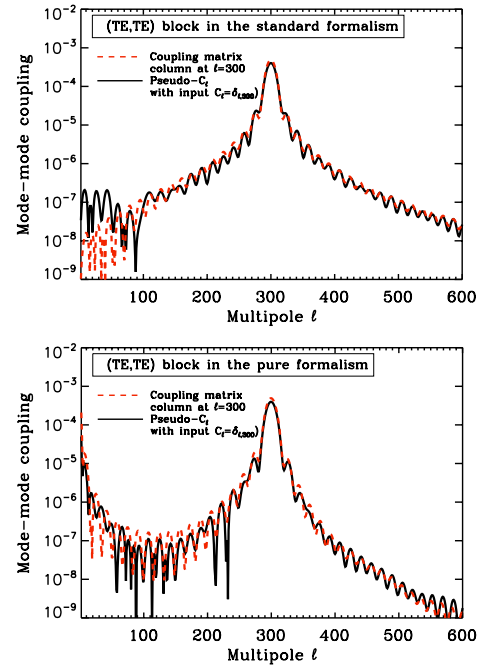 (TE,TE) block in the standard formalism
Coupling matrix
column at ℓ=300
Pseudo-Cℓ
with input Cℓ=δℓ,300)
Mode-mode coupling
10⁻²
10⁻³
10⁻⁴
10⁻⁵
10⁻⁶
10⁻⁷
10⁻⁸
10⁻⁹
100 200 300 400 500 600
Multipole ℓ
(TE,TE) block in the pure formalism
Coupling matrix
column at ℓ=300
Pseudo-Cℓ
with input Cℓ=δℓ,300)
Mode-mode coupling
10⁻²
10⁻³
10⁻⁴
10⁻⁵
10⁻⁶
10⁻⁷
10⁻⁸
10⁻⁹
100 200 300 400 500 600
Multipole ℓ